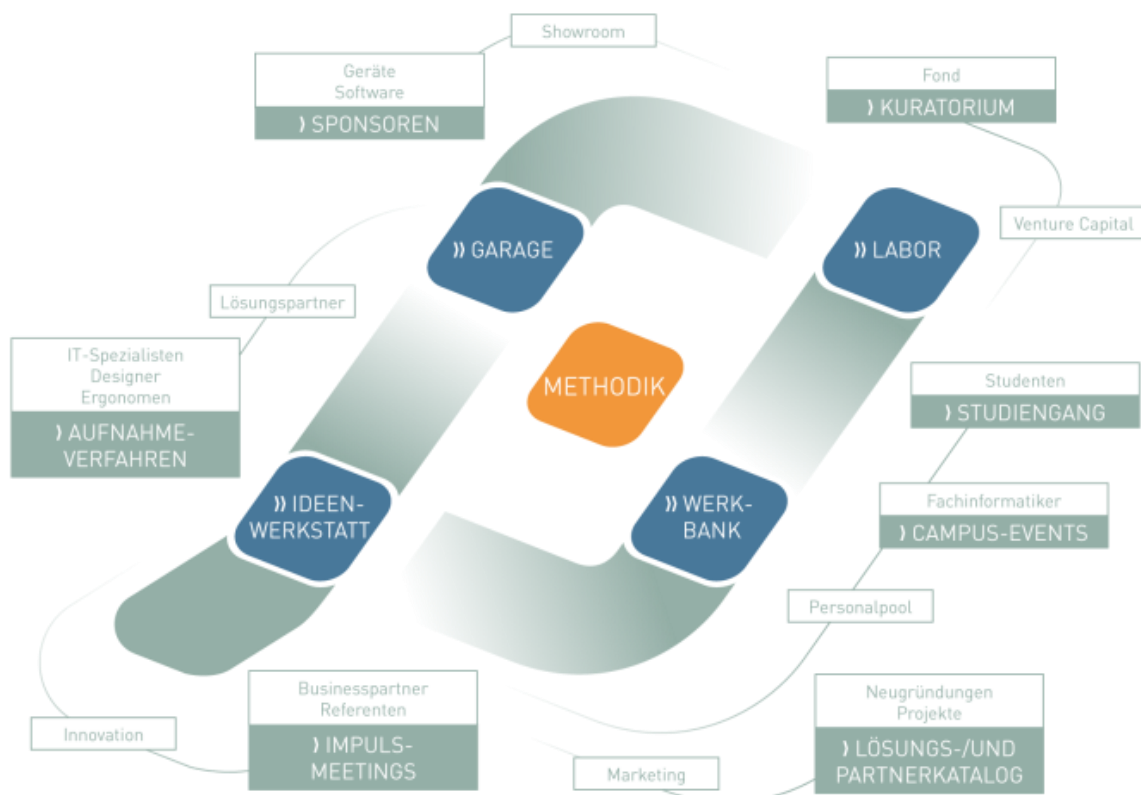 Showroom
Geräte
Software
❭ SPONSOREN
Fond
❭ KURATORIUM
Venture Capital
❭❭ GARAGE
❭❭ LABOR
Lösungspartner
IT-Spezialisten
Designer
Ergonomen
❭ AUFNAHME-
VERFAHREN
METHODIK
Studenten
❭ STUDIENGANG
❭❭ IDEEN-
WERKSTATT
❭❭ WERK-
BANK
Fachinformatiker
❭ CAMPUS-EVENTS
Personalpool
Businesspartner
Referenten
❭ IMPULS-
MEETINGS
Innovation
Neugründungen
Projekte
❭ LÖSUNGS-/UND
PARTNERKATALOG
Marketing